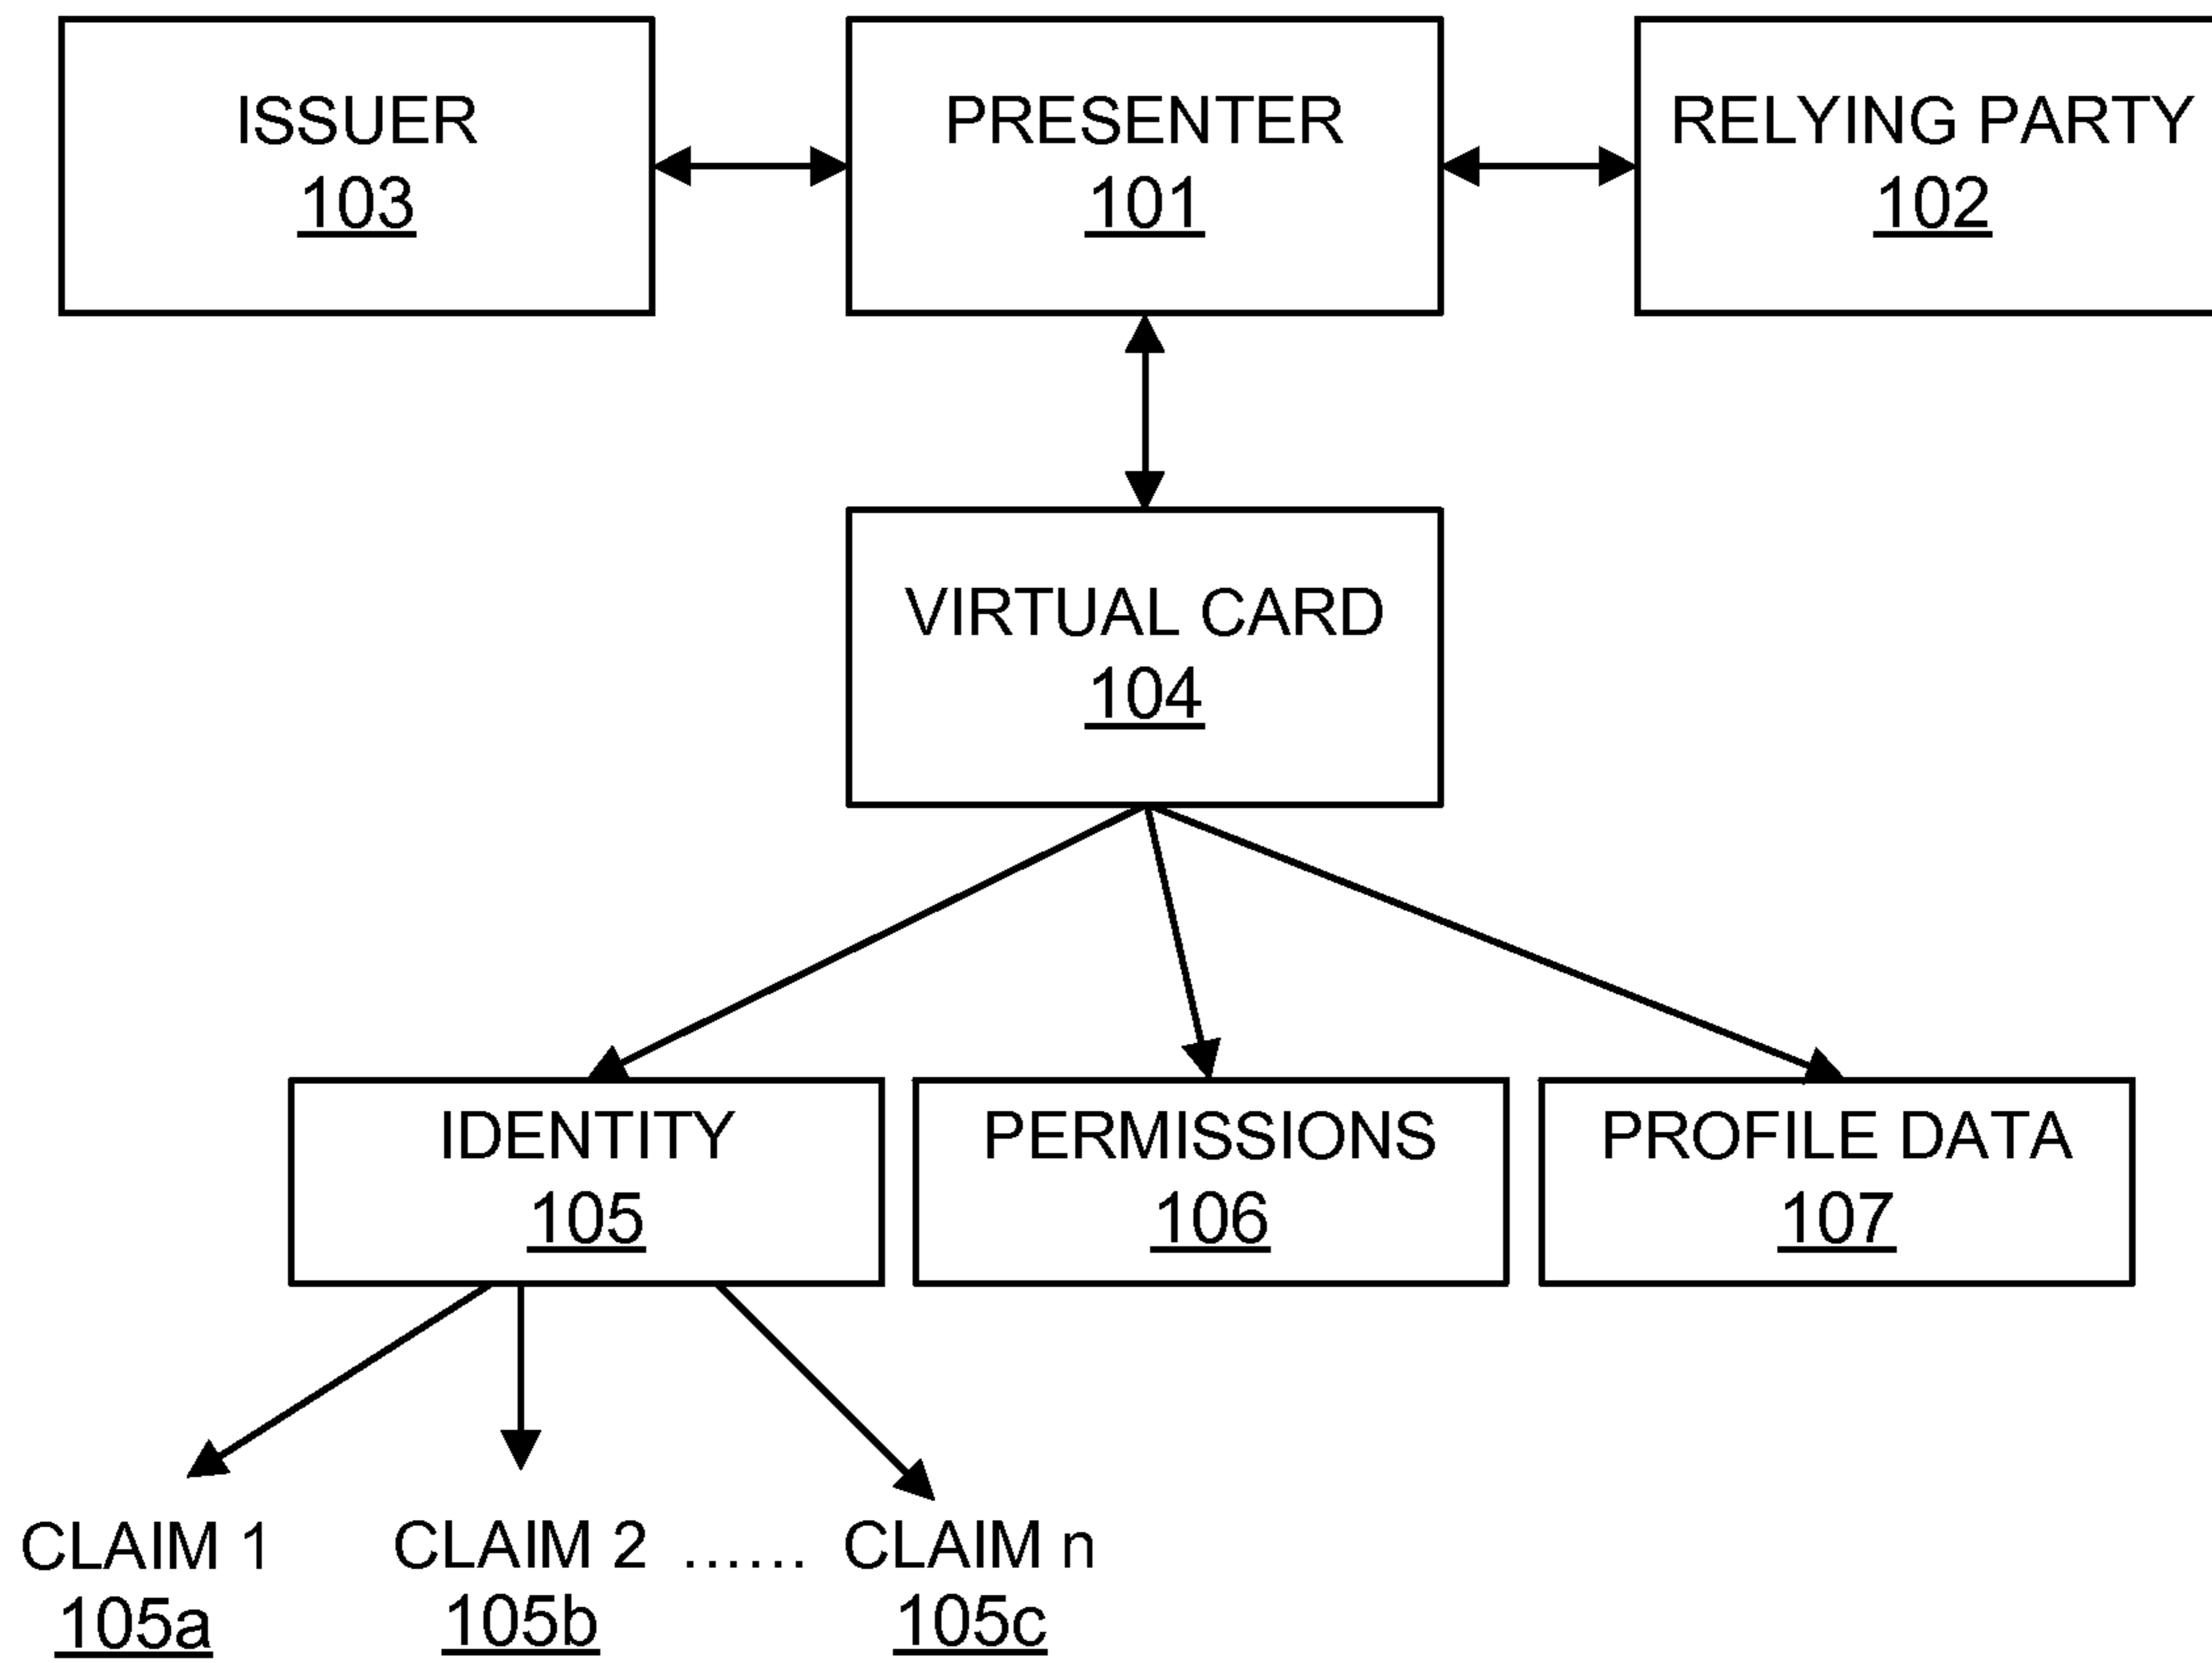 ISSUER
103
PRESENTER
101
RELYING PARTY
102
VIRTUAL CARD
104
IDENTITY
105
PERMISSIONS
106
PROFILE DATA
107
CLAIM 1
105a
CLAIM 2 ......
105b
CLAIM n
105c